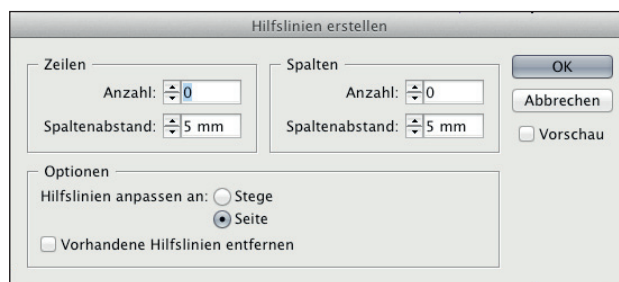 Hilfslinien erstellen
Zeilen
Anzahl: 0
Spaltenabstand: 5 mm
Spalten
Anzahl: 0
Spaltenabstand: 5 mm
OK
Abbrechen
Vorschau
Optionen
Hilfslinien anpassen an: Stege
Seite
Vorhandene Hilfslinien entfernen